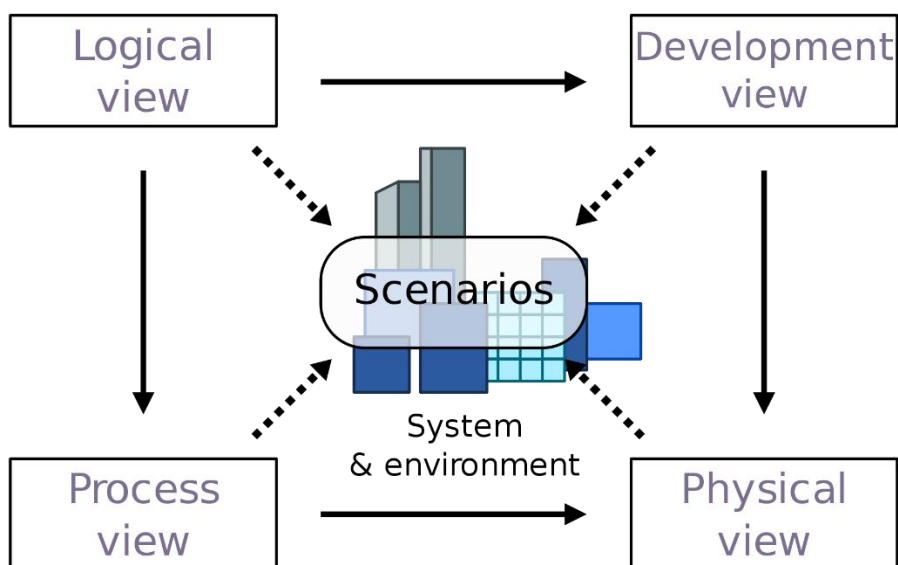 Logical
view
Development
view
Scenarios
System
& environment
Process
view
Physical
view